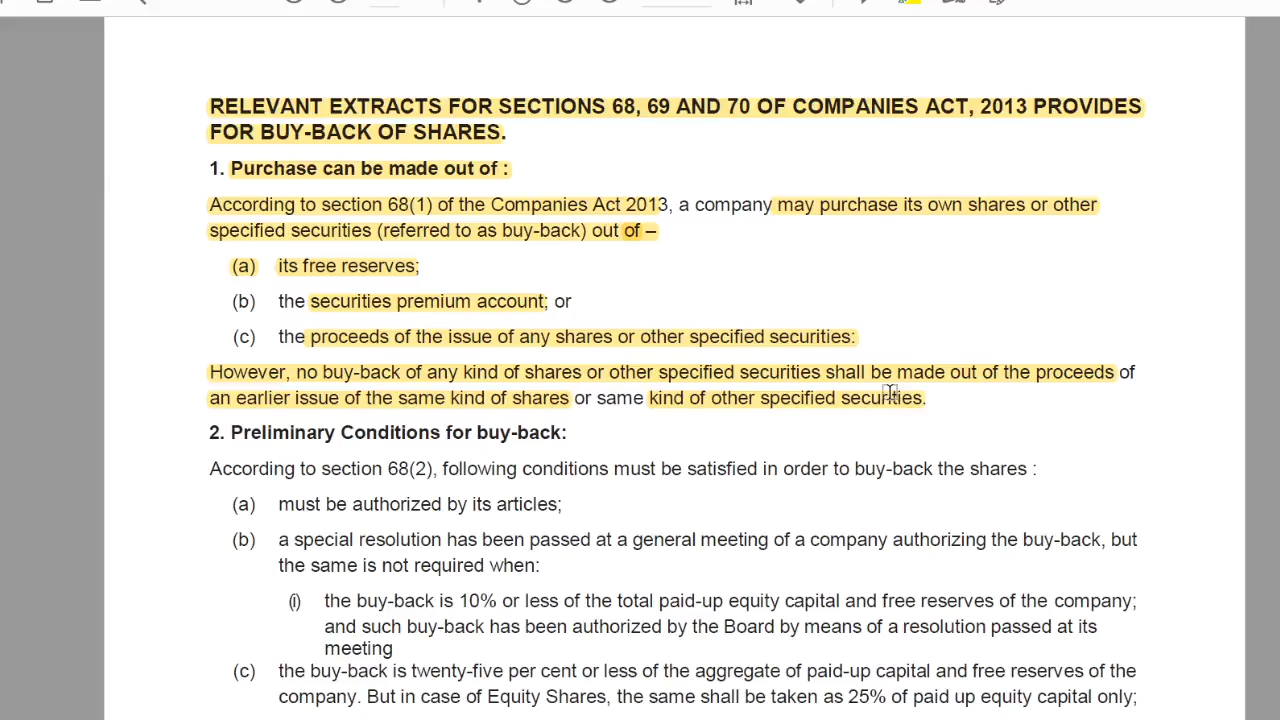 RELEVANT EXTRACTS FOR SECTIONS 68, 69 AND 70 OF COMPANIES ACT, 2013 PROVIDES
FOR BUY-BACK OF SHARES.
1. Purchase can be made out of :
According to section 68(1) of the Companies Act 2013, a company may purchase its own shares or other
specified securities (referred to as buy-back) out of –
(a) its free reserves;
(b) the securities premium account; or
(c) the proceeds of the issue of any shares or other specified securities:
However, no buy-back of any kind of shares or other specified securities shall be made out of the proceeds of
an earlier issue of the same kind of shares or same kind of other specified securities.
2. Preliminary Conditions for buy-back:
According to section 68(2), following conditions must be satisfied in order to buy-back the shares :
(a) must be authorized by its articles;
(b) a special resolution has been passed at a general meeting of a company authorizing the buy-back, but
the same is not required when:
(i) the buy-back is 10% or less of the total paid-up equity capital and free reserves of the company;
and such buy-back has been authorized by the Board by means of a resolution passed at its
meeting
(c) the buy-back is twenty-five per cent or less of the aggregate of paid-up capital and free reserves of the
company. But in case of Equity Shares, the same shall be taken as 25% of paid up equity capital only;